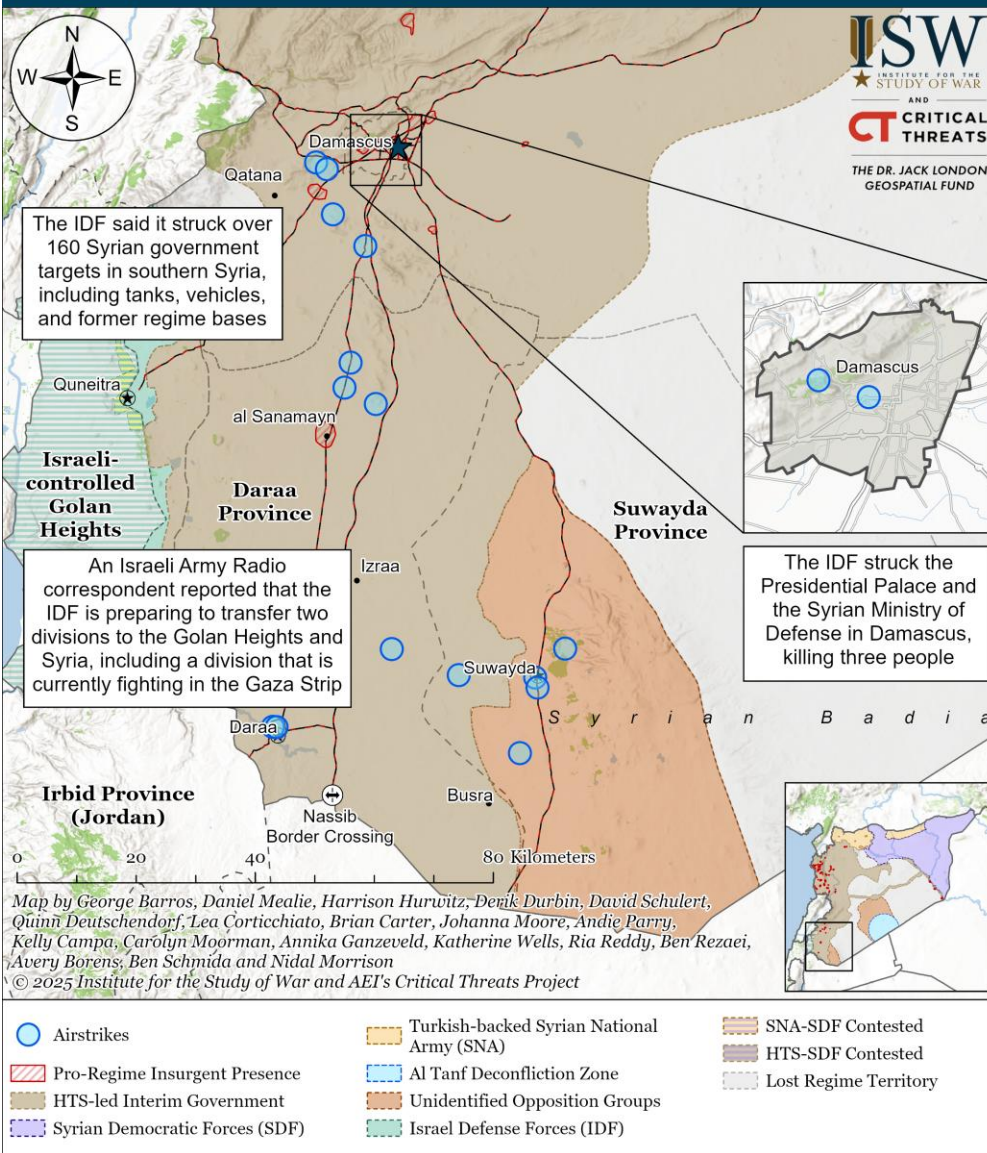 N
W
E
S
ISW
INSTITUTE FOR THE
STUDY OF WAR
AND
CT CRITICAL
THREATS
THE DR. JACK LONDON
GEOSPATIAL FUND
Damascus
Qatana
The IDF said it struck over
160 Syrian government
targets in southern Syria,
including tanks, vehicles,
and former regime bases
Damascus
Quneitra
al Sanamayn
Israeli-
controlled
Golan
Heights
Daraa
Province
Suwayda
Province
An Israeli Army Radio
correspondent reported that the
IDF is preparing to transfer two
divisions to the Golan Heights and
Syria, including a division that is
currently fighting in the Gaza Strip
Izraa
The IDF struck the
Presidential Palace and
the Syrian Ministry of
Defense in Damascus,
killing three people
Suwayda
Syrian Badia
Daraa
Irbid Province
(Jordan)
Nassib
Border Crossing
Busra
0 20 40 80 Kilometers
Map by George Barros, Daniel Mealie, Harrison Hurwitz, Derik Durbin, David Schulert,
Quinn Deutschendorf, Lea Corticchiato, Brian Carter, Johanna Moore, Andie Parry,
Kelly Campa, Carolyn Moorman, Annika Ganzeveld, Katherine Wells, Ria Reddy, Ben Rezaei,
Avery Borens, Ben Schmida and Nidal Morrison
© 2025 Institute for the Study of War and AEI's Critical Threats Project
Airstrikes
Pro-Regime Insurgent Presence
HTS-led Interim Government
Syrian Democratic Forces (SDF)
Turkish-backed Syrian National
Army (SNA)
Al Tanf Deconfliction Zone
Unidentified Opposition Groups
Israel Defense Forces (IDF)
SNA-SDF Contested
HTS-SDF Contested
Lost Regime Territory